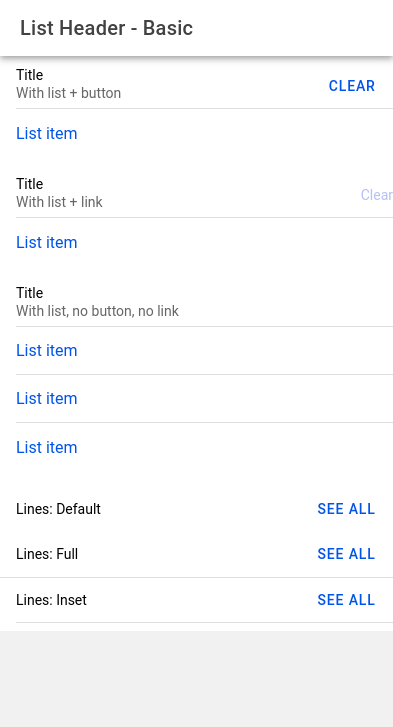 List Header - Basic
Title
With list + button
CLEAR
List item
Title
With list + link
Clear
List item
Title
With list, no button, no link
List item
List item
List item
Lines: Default
SEE ALL
Lines: Full
SEE ALL
Lines: Inset
SEE ALL